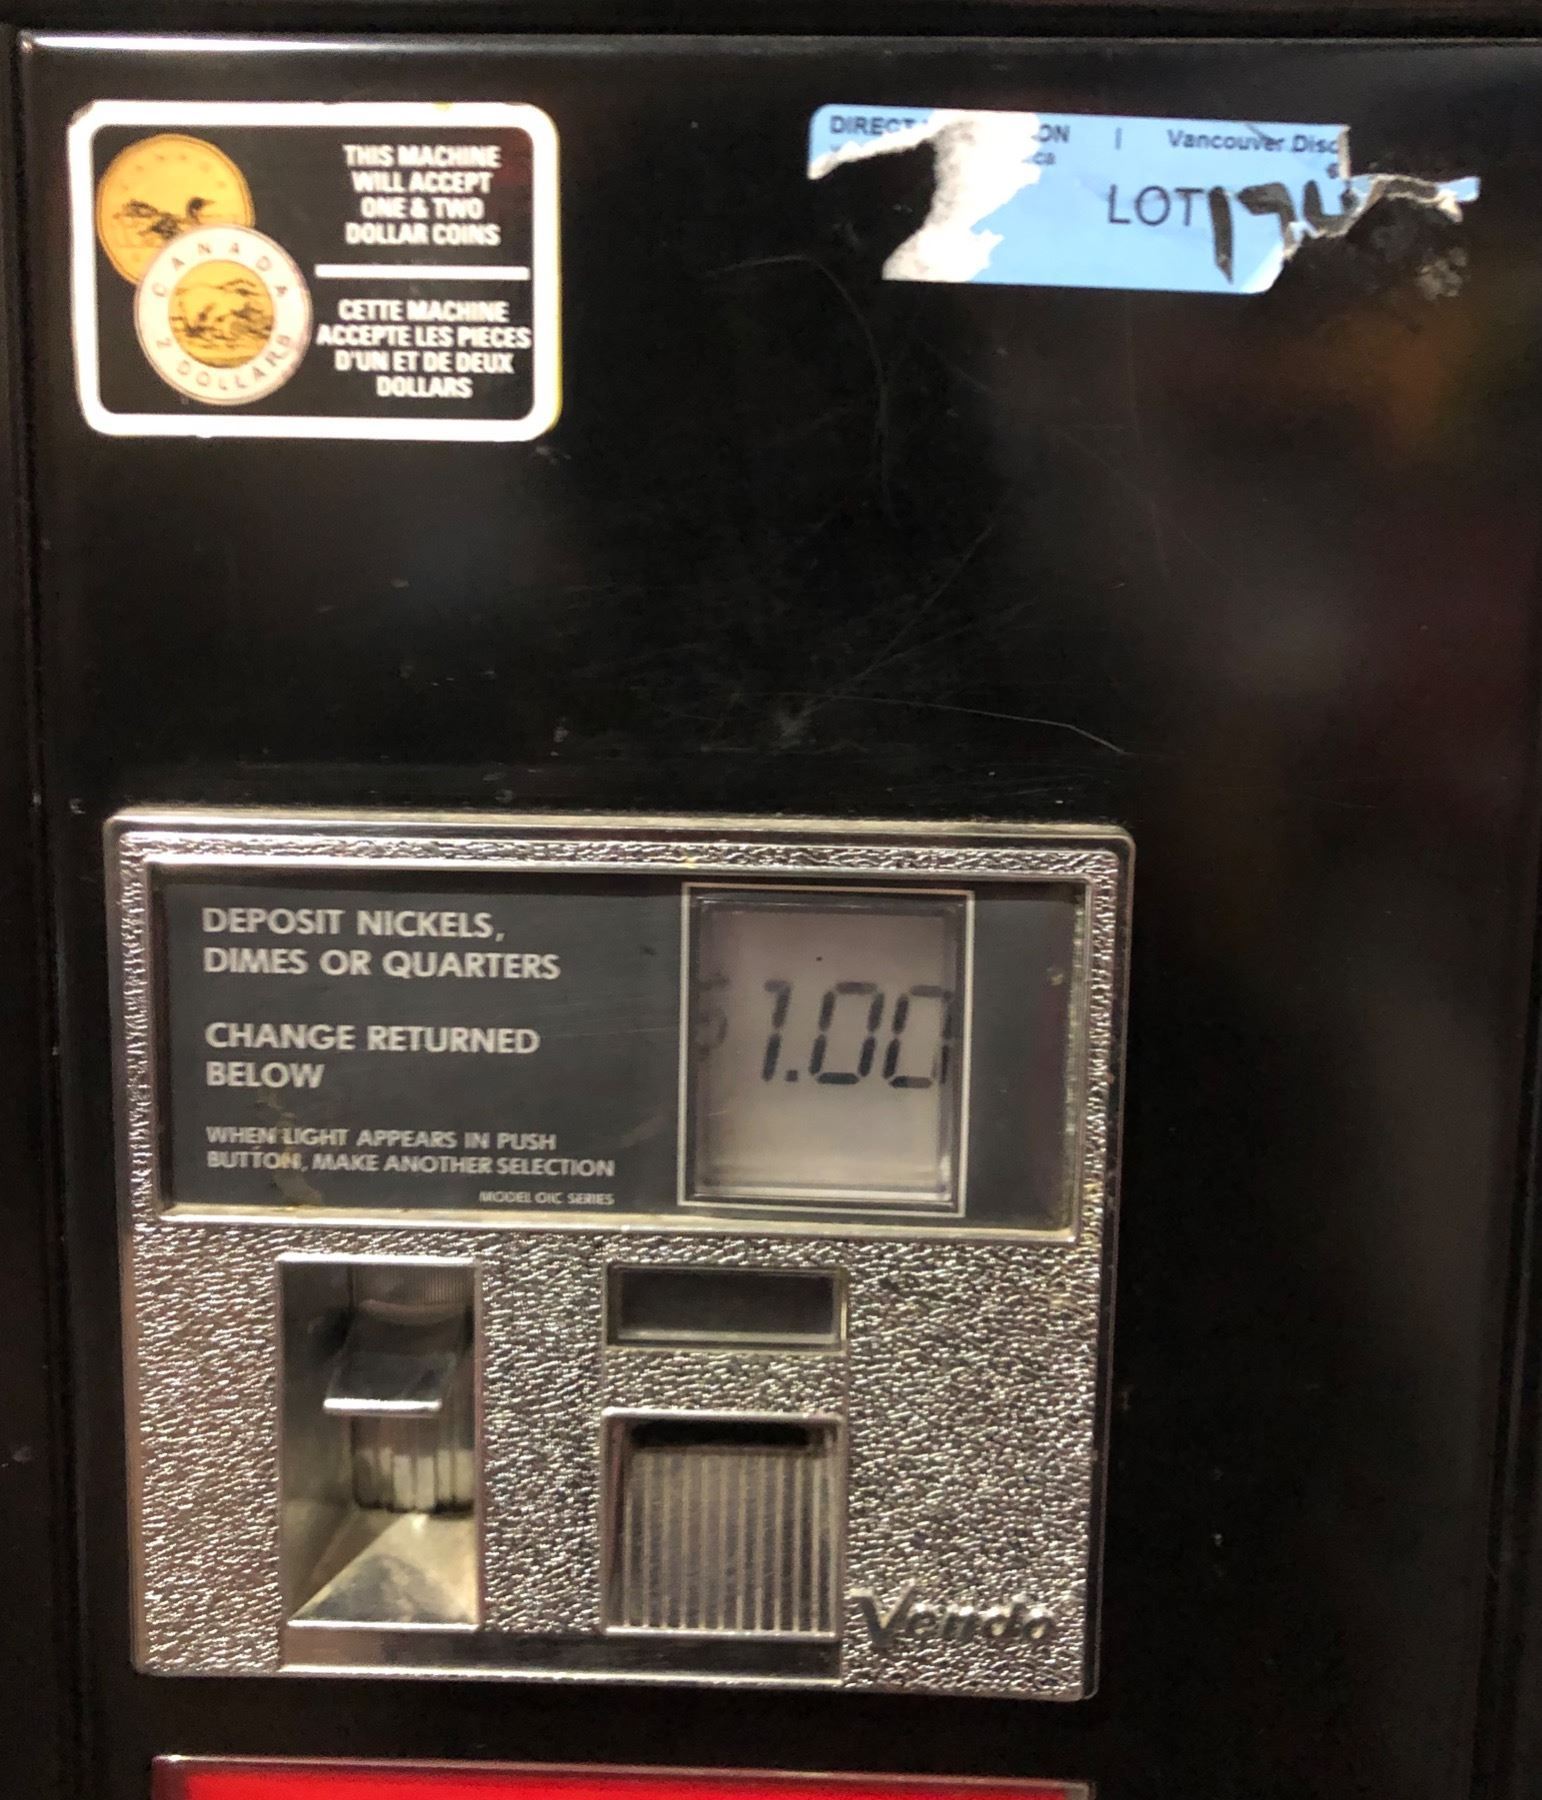 THIS MACHINE
WILL ACCEPT
ONE & TWO
DOLLAR COINS
CETTE MACHINE
ACCEPTE LES PIECES
D'UN ET DE DEUX
DOLLARS
CANADA
2 DOLLARS
Vancouver
LOT
DEPOSIT NICKELS,
DIMES OR QUARTERS
CHANGE RETURNED
BELOW
WHEN LIGHT APPEARS IN PUSH
BUTTON, MAKE ANOTHER SELECTION
MODEL OIC SERIES
1.00
Vendo